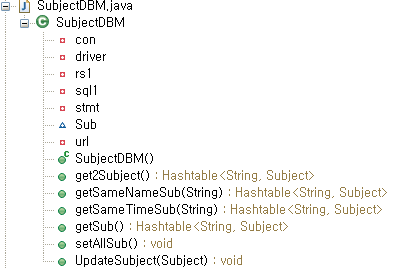 SubjectDBM.java
SubjectDBM
con
driver
rs1
sql1
stmt
Sub
url
SubjectDBM()
get2Subject() : Hashtable<String, Subject>
getSameNameSub(String) : Hashtable<String, Subject>
getSameTimeSub(String) : Hashtable<String, Subject>
getSub() : Hashtable<String, Subject>
setAllSub() : void
UpdateSubject(Subject) : void